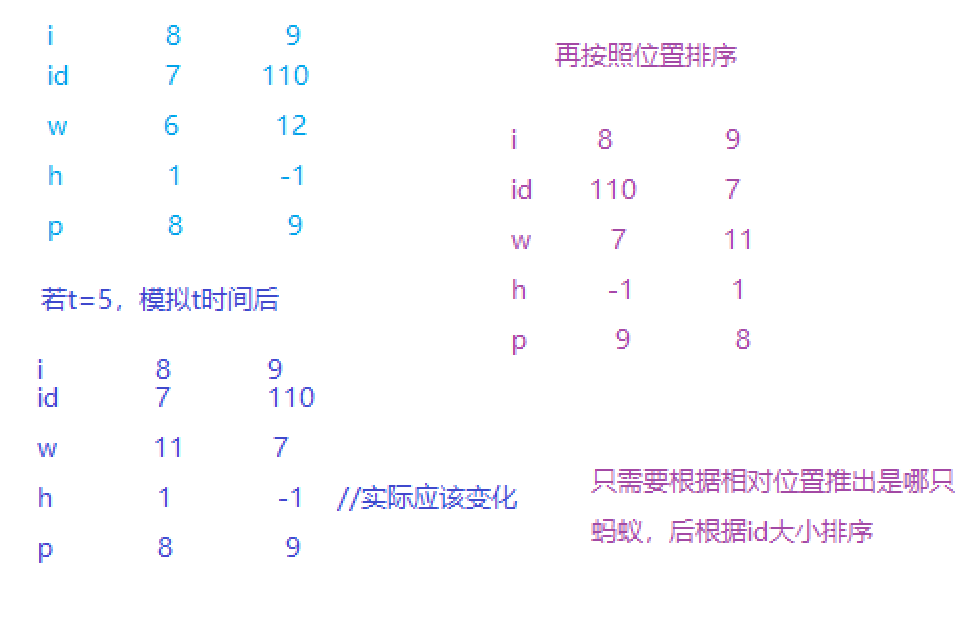 i 8 9
id 7 110
w 6 12
h 1 -1
p 8 9
若t=5，模拟t时间后
i 8 9
id 7 110
w 11 7
h 1 -1 //实际应该变化
p 8 9
再按照位置排序
i 8 9
id 110 7
w 7 11
h -1 1
p 9 8
只需要根据相对位置推出是哪只
蚂蚁，后根据id大小排序